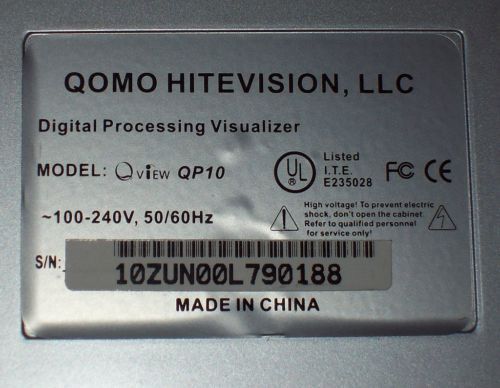 QOMO HITEVISION, LLC
Digital Processing Visualizer
MODEL: QViEW QP10
UL ® Listed I.T.E. E235028 FC CE
~100-240V, 50/60Hz
High voltage! To prevent electric
shock, don't open the cabinet.
Refer to qualified personnel
for service only!
S/N: 10ZUN00L790188
MADE IN CHINA